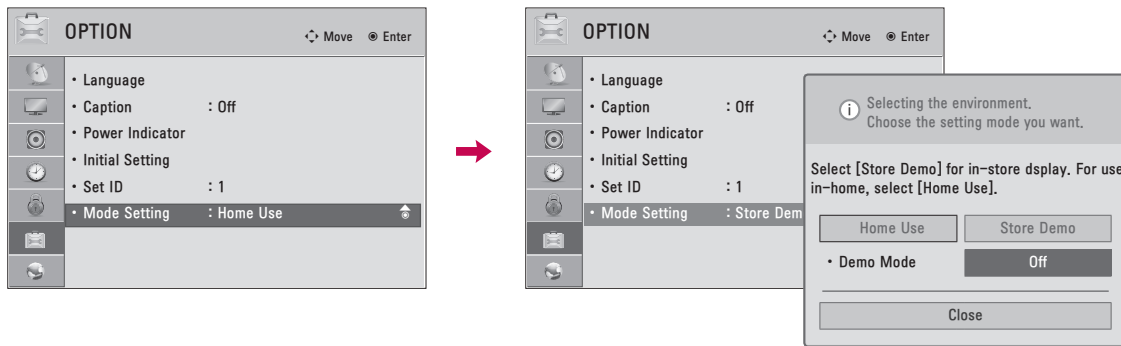 OPTION
Move Enter
• Language
• Caption : Off
• Power Indicator
• Initial Setting
• Set ID : 1
• Mode Setting : Home Use
OPTION
Move Enter
• Language
• Caption : Off
• Power Indicator
• Initial Setting
• Set ID : 1
• Mode Setting : Store Dem
i
Selecting the environment.
Choose the setting mode you want.
Select [Store Demo] for in-store dsplay. For use
in-home, select [Home Use].
Home Use Store Demo
• Demo Mode Off
Close